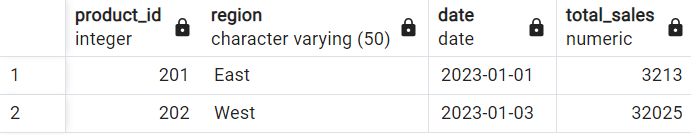 product_id region date total_sales
integer character varying (50) date numeric
1 201 East 2023-01-01 3213
2 202 West 2023-01-03 32025